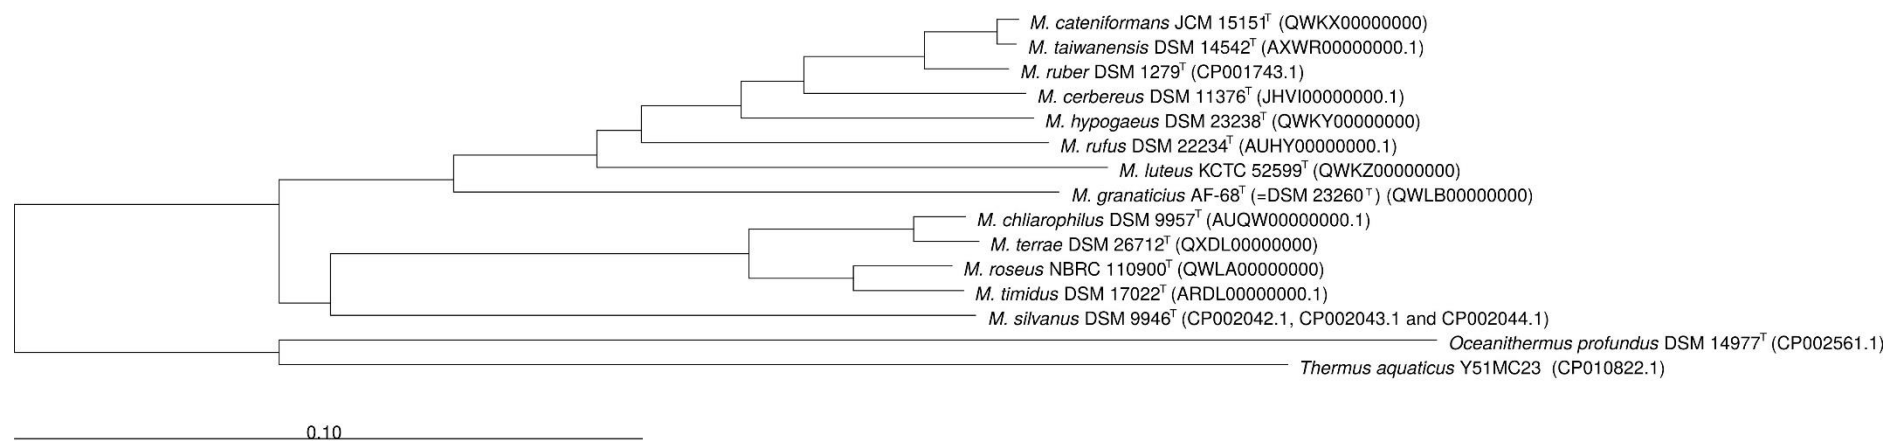 M. cateniformans JCM 15151T (QWKX00000000)
M. taiwanensis DSM 14542T (AXWR00000000.1)
M. ruber DSM 1279T (CP001743.1)
M. cerbereus DSM 11376T (JHVI00000000.1)
M. hypogaeus DSM 23238T (QWKY00000000)
M. rufus DSM 22234T (AUHY00000000.1)
M. luteus KCTC 52599T (QWKZ00000000)
M. granaticius AF-68T (=DSM 23260T) (QWLB00000000)
M. chliarophilus DSM 9957T (AUQW00000000.1)
M. terrae DSM 26712T (QXDL00000000)
M. roseus NBRC 110900T (QWLA00000000)
M. timidus DSM 17022T (ARDL00000000.1)
M. silvanus DSM 9946T (CP002042.1, CP002043.1 and CP002044.1)
Oceanithermus profundus DSM 14977T (CP002561.1)
Thermus aquaticus Y51MC23 (CP010822.1)
0.10